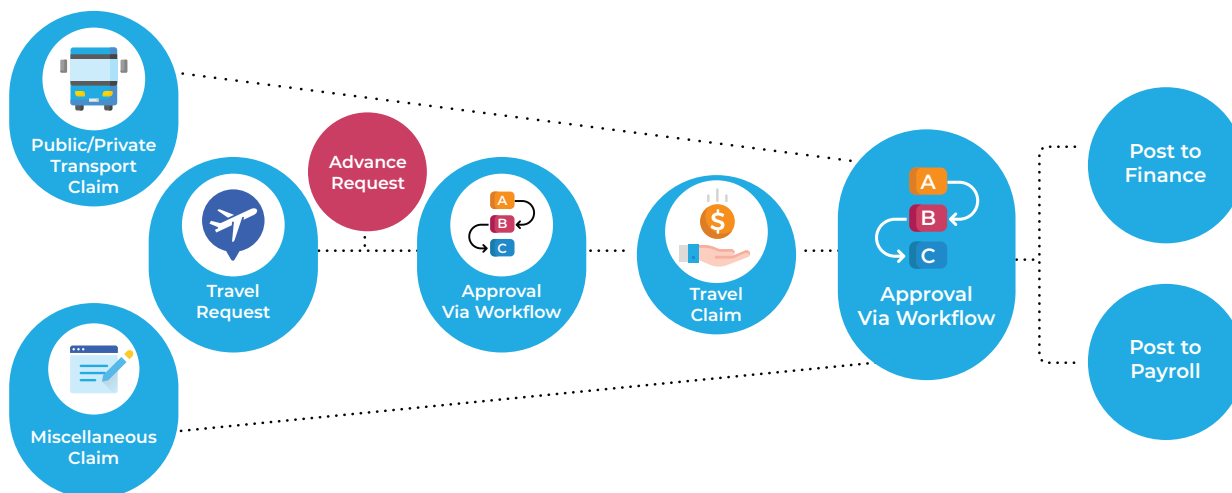 Public/Private
Transport
Claim
Advance
Request
Travel
Request
A
B
C
Approval
Via Workflow
$
Travel
Claim
A
B
C
Approval
Via Workflow
Post to
Finance
Post to
Payroll
Miscellaneous
Claim